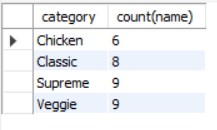 category count(name)
Chicken 6
Classic 8
Supreme 9
Veggie 9